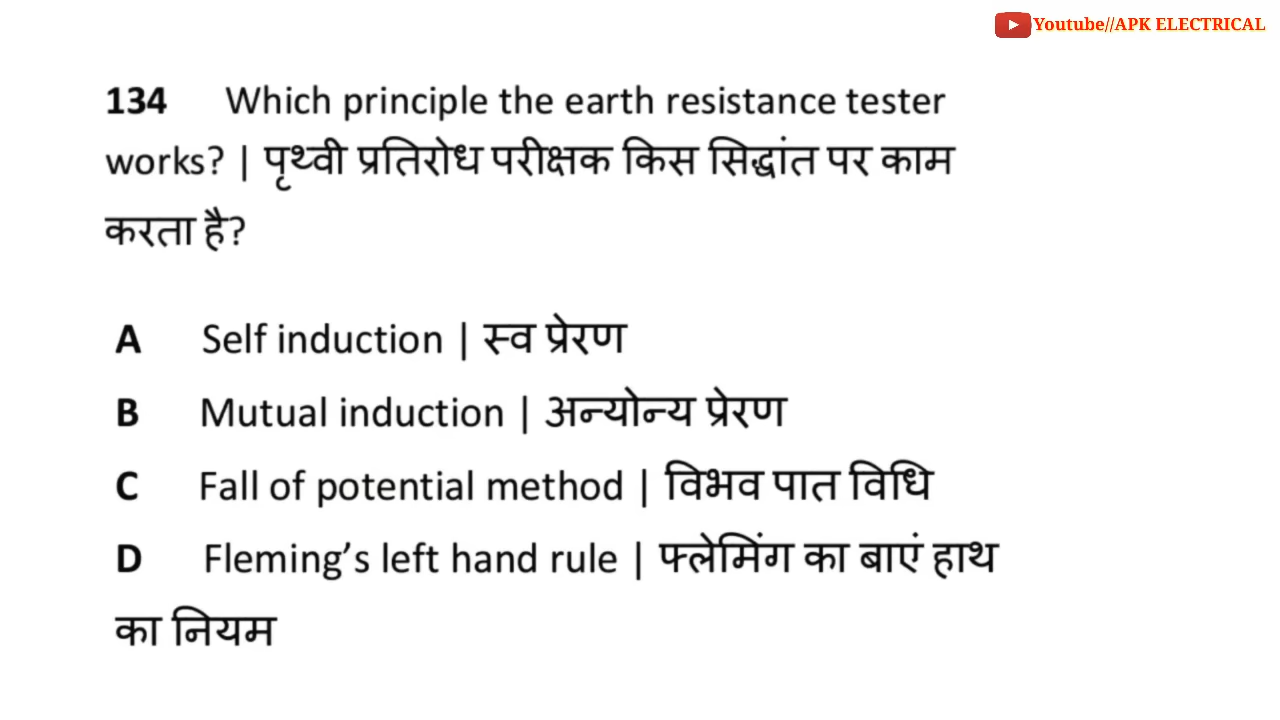 Youtube//APK ELECTRICAL
134 Which principle the earth resistance tester
works? | पृथ्वी प्रतिरोध परीक्षक किस सिद्धांत पर काम
करता है?
A Self induction | स्व प्रेरण
B Mutual induction | अन्योन्य प्रेरण
C Fall of potential method | विभव पात विधि
D Fleming’s left hand rule | फ्लेमिंग का बाएं हाथ
का नियम